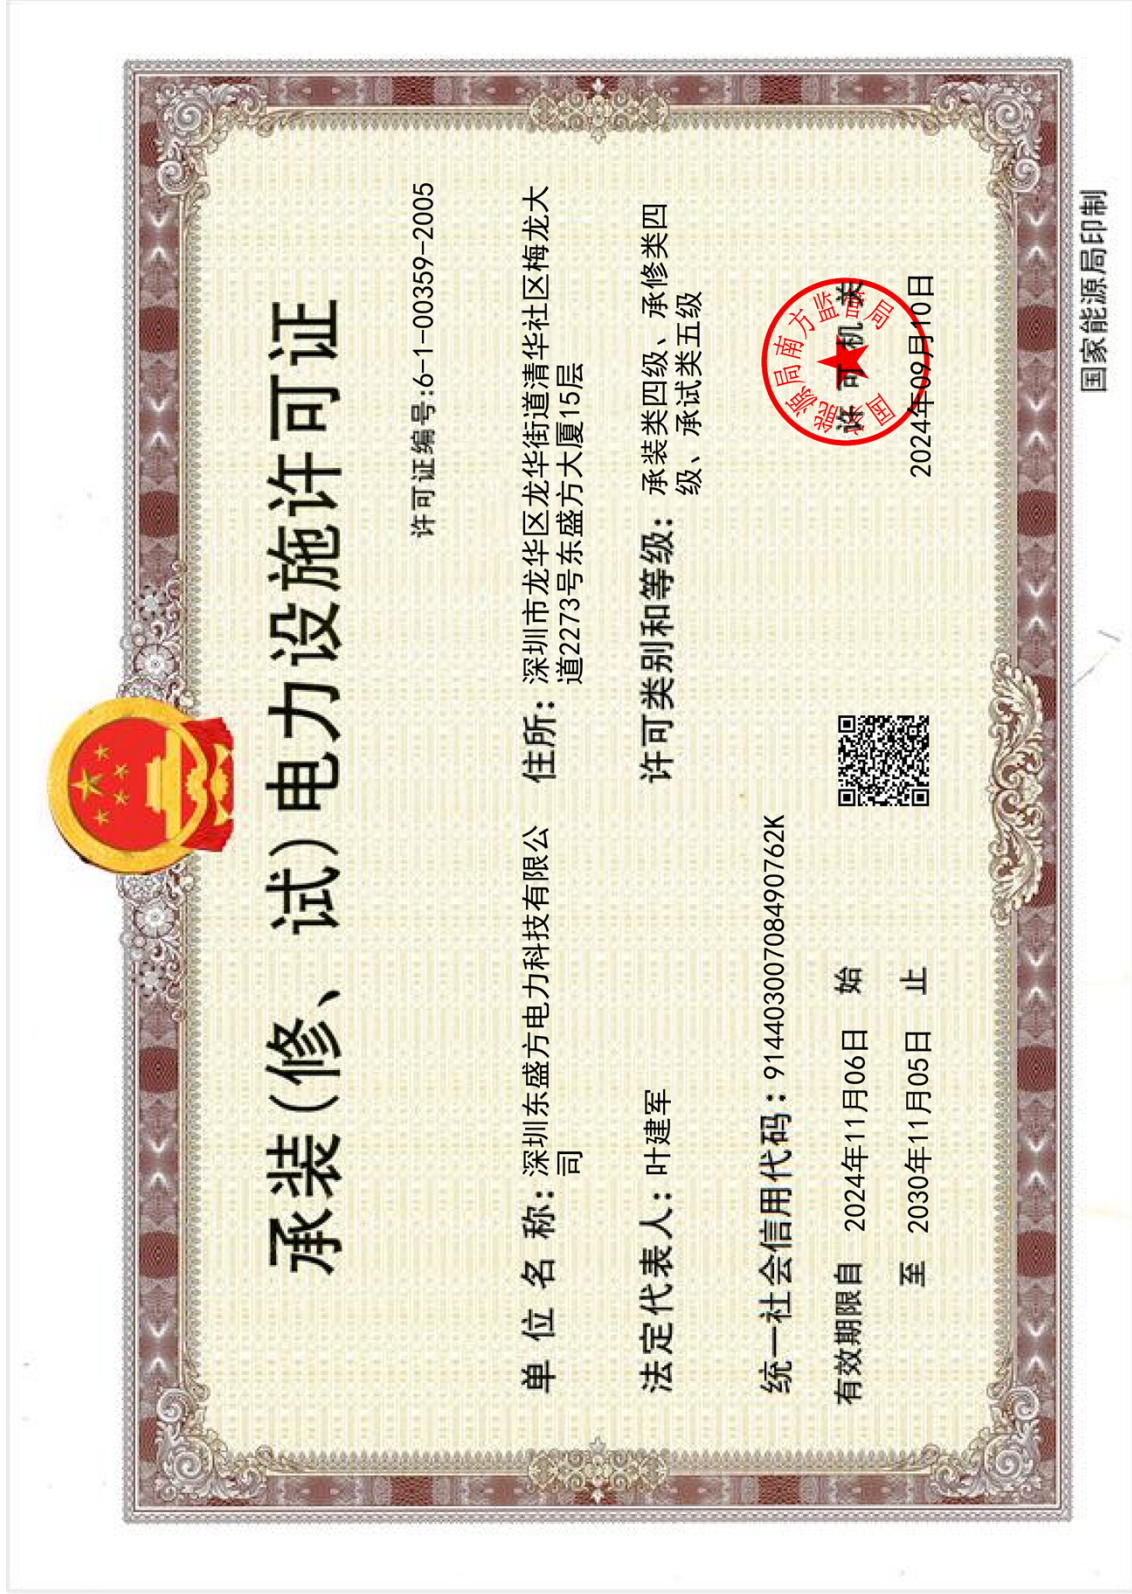 承装(修、试)电力设施许可证
许可证编号:6-1-00359-2005
单 位 名 称: 深圳东盛方电力科技有限公
司
住所: 深圳市龙华区龙华街道清华社区梅龙大
道2273号东盛方大厦15层
法定代表人: 叶建军
许可类别和等级: 承装类四级、承修类四
级、承试类五级
统一社会信用代码: 91440300708490762K
有效期限自 2024年11月06日 始
至 2030年11月05日 止
许 可 机 关
国家能源局南方监管局
2024年09月10日
国家能源局印制